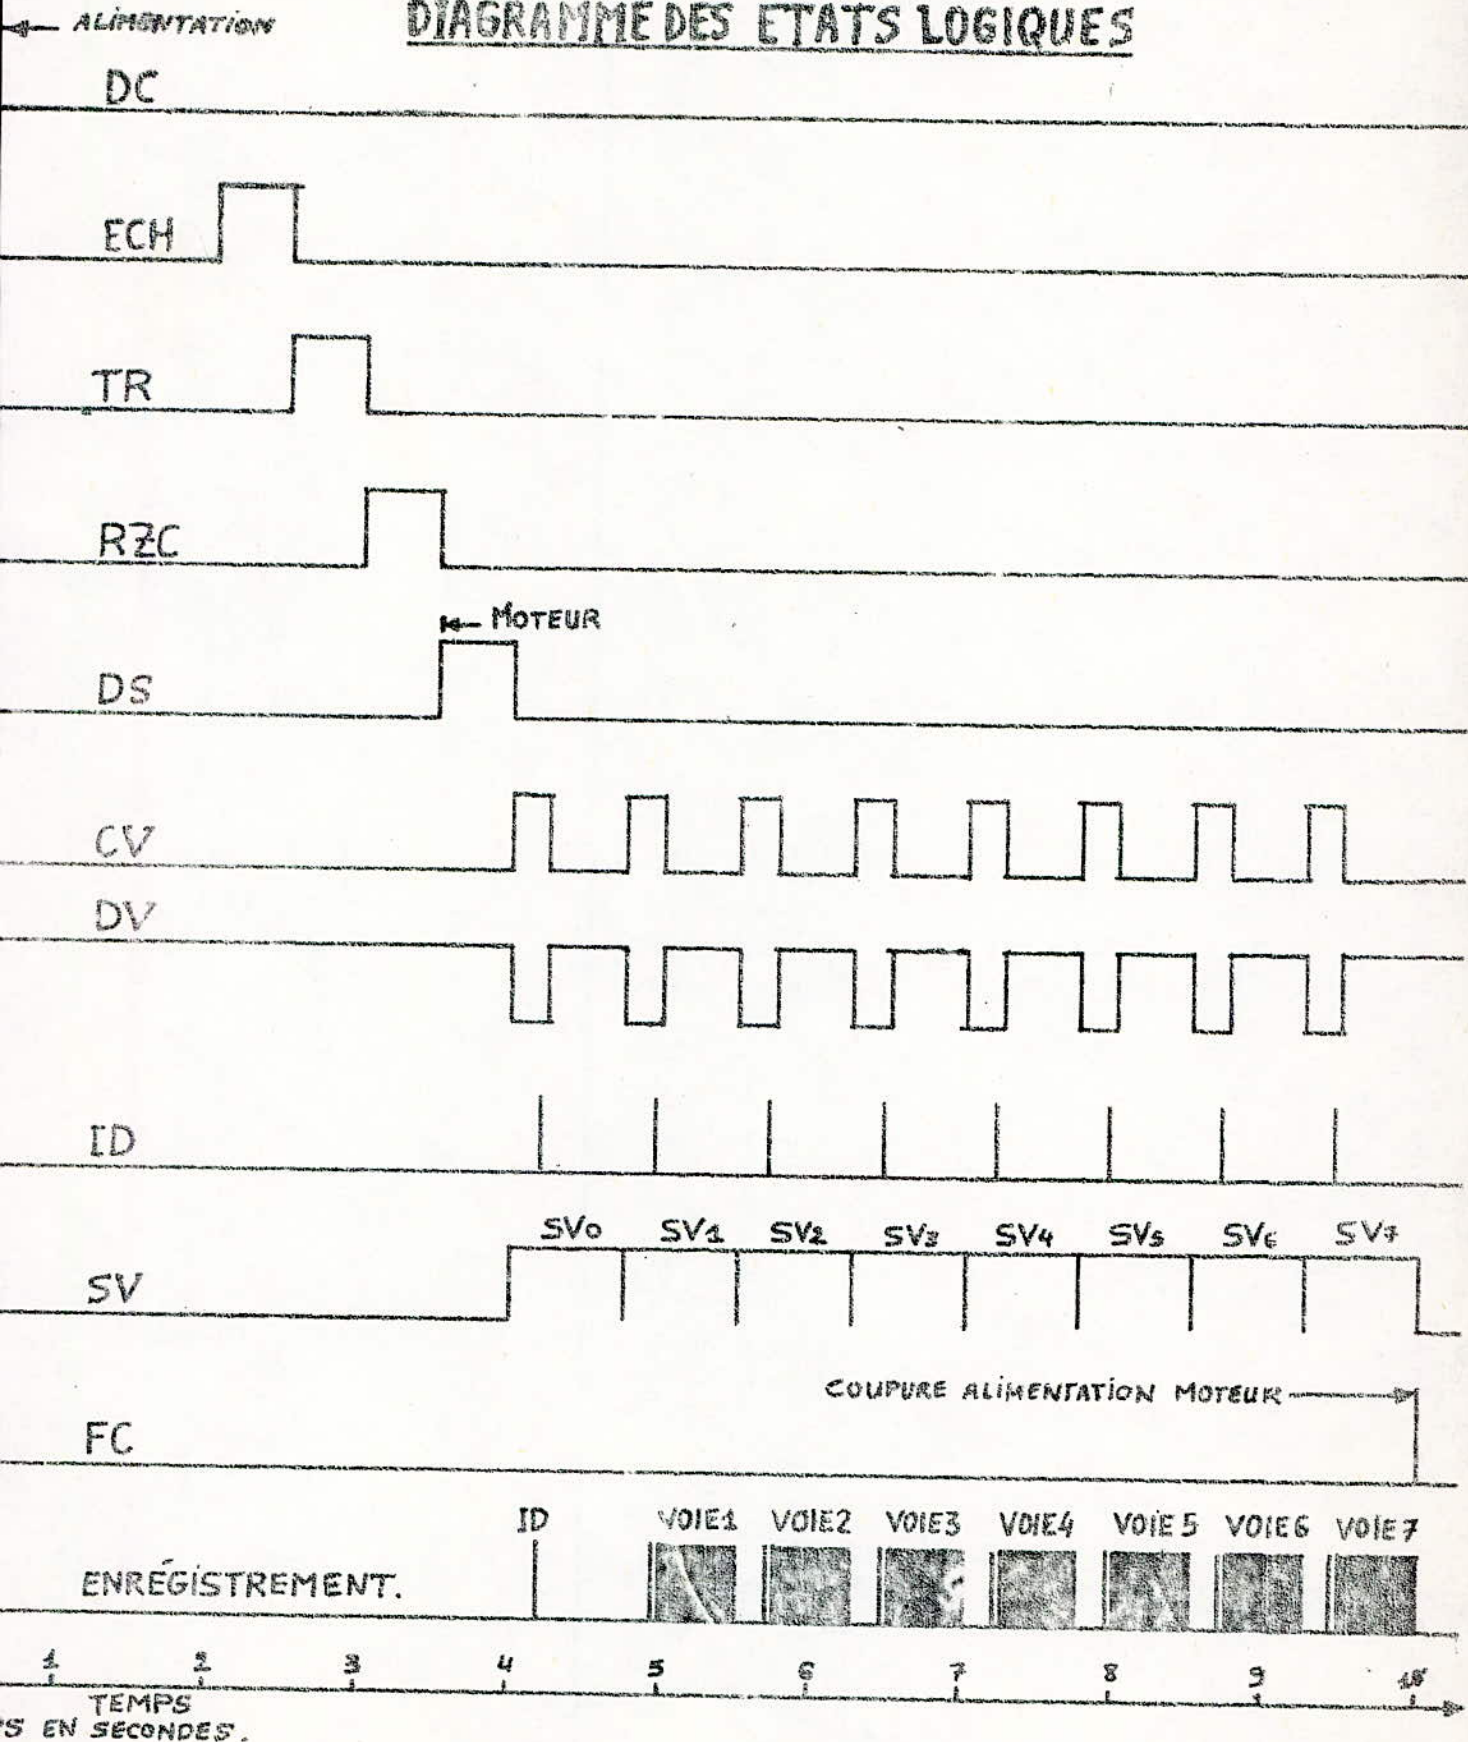 ALIMENTATION
DIAGRAMME DES ETATS LOGIQUES
DC
ECH
TR
RZC
MOTEUR
DS
CV
DV
ID
SV0 SV1 SV2 SV3 SV4 SV5 SV6 SV7
SV
COUPURE ALIMENTATION MOTEUR
FC
ID VOIE1 VOIE2 VOIE3 VOIE4 VOIE5 VOIE6 VOIE7
ENRÉGISTREMENT.
1 2 3 4 5 6 7 8 9
TEMPS
EN SECONDES.